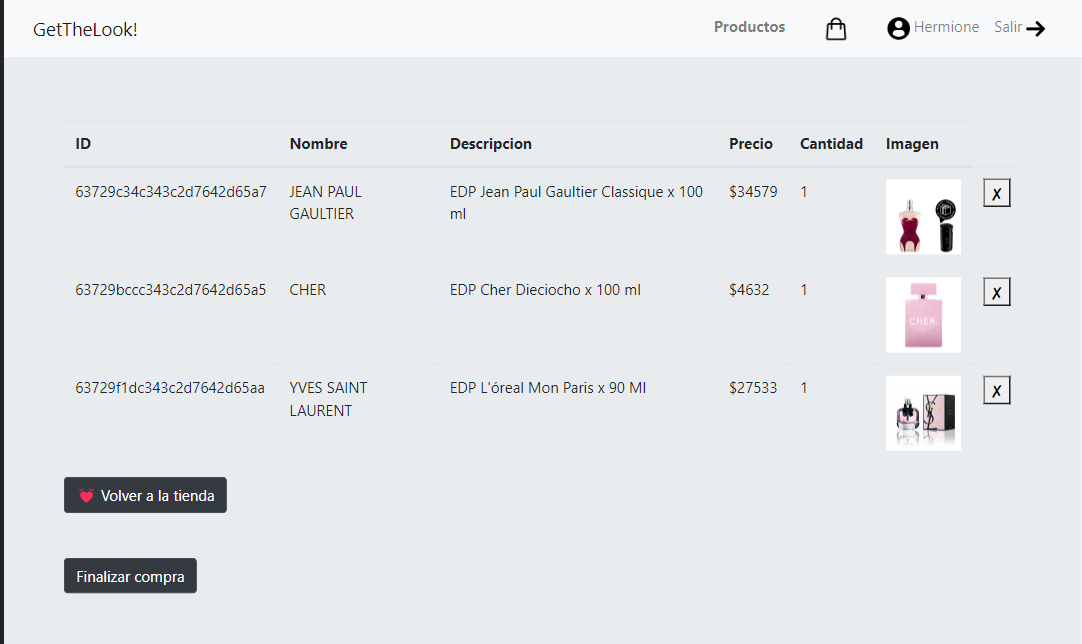 GetTheLook! Productos Hermione Salir
ID Nombre Descripcion Precio Cantidad Imagen
63729c34c343c2d7642d65a7 JEAN PAUL EDP Jean Paul Gaultier Classique x 100 $34579 1 X
GAULTIER ml
63729bccc343c2d7642d65a5 CHER EDP Cher Dieciocho x 100 ml $4632 1 X
CHER.
63729f1dc343c2d7642d65aa YVES SAINT EDP L'óreal Mon Paris x 90 Ml $27533 1 X
LAURENT
Volver a la tienda
Finalizar compra